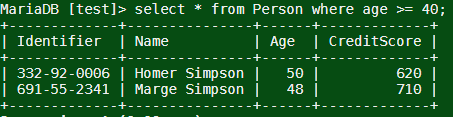 MariaDB [test]> select * from Person where age >= 40;
+-------------+---------------+------+-------------+
| Identifier | Name | Age | CreditScore |
+-------------+---------------+------+-------------+
| 332-92-0006 | Homer Simpson | 50 | 620 |
| 691-55-2341 | Marge Simpson | 48 | 710 |
+-------------+---------------+------+-------------+